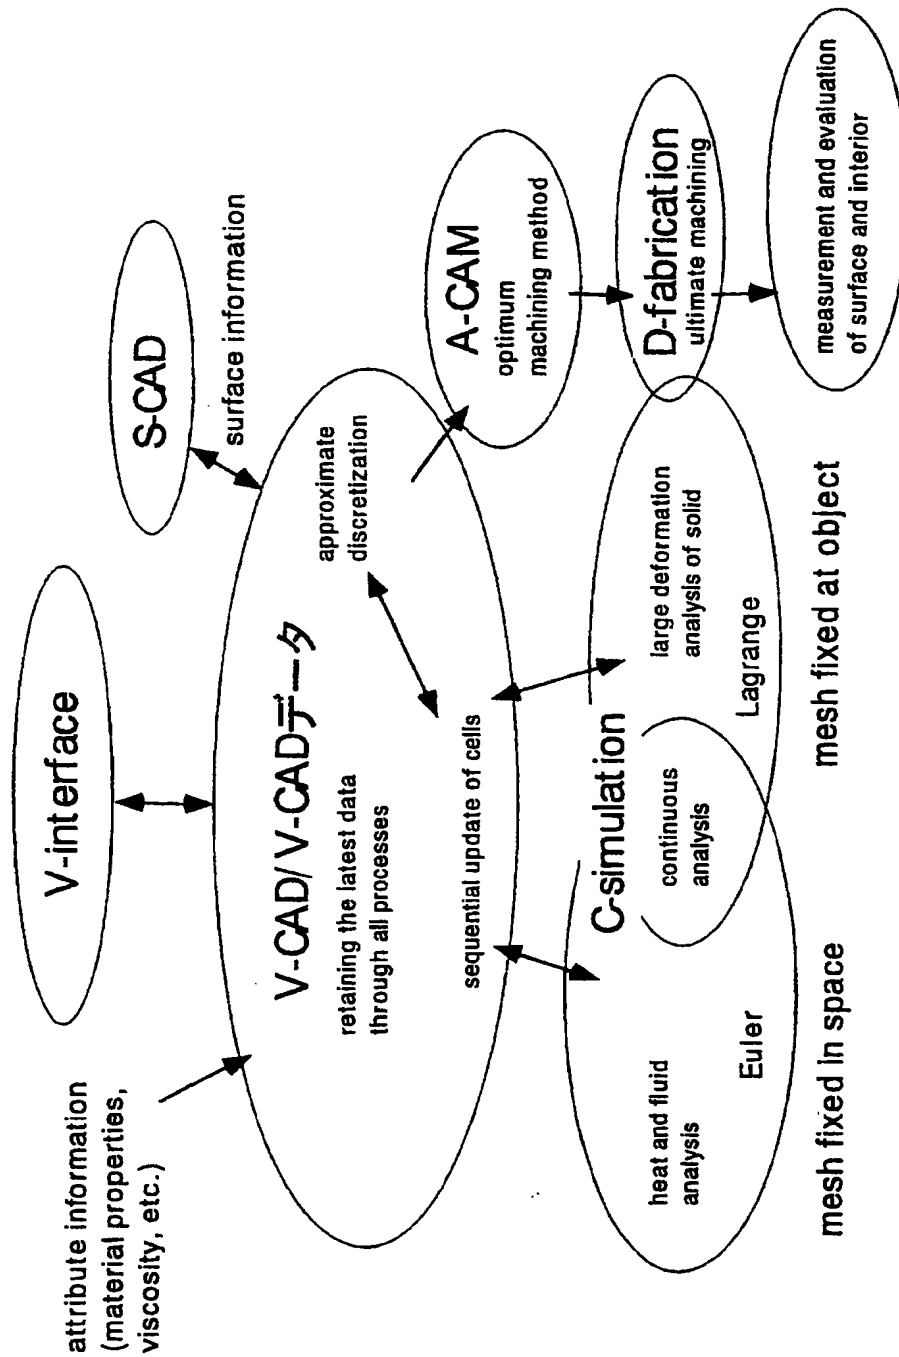 attribute information
(material properties,
viscosity, etc.)
V-interface
S-CAD
surface information
V-CAD/V-CADデータ
retaining the latest data
through all processes
approximate
discretization
sequential update of cells
A-CAM
optimum
machining method
D-fabrication
ultimate machining
measurement and evaluation
of surface and interior
C-simulation
continuous
analysis
heat and fluid
analysis
Euler
mesh fixed in space
large deformation
analysis of solid
Lagrange
mesh fixed at object